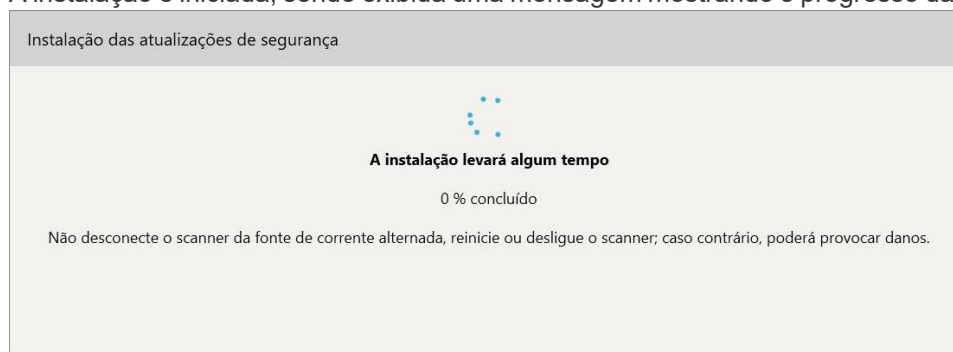 A instalação é iniciada, sendo exibida uma mensagem mostrando o progresso da
Instalação das atualizações de segurança
A instalação levará algum tempo
0 % concluído
Não desconecte o scanner da fonte de corrente alternada, reinicie ou desligue o scanner; caso contrário, poderá provocar danos.